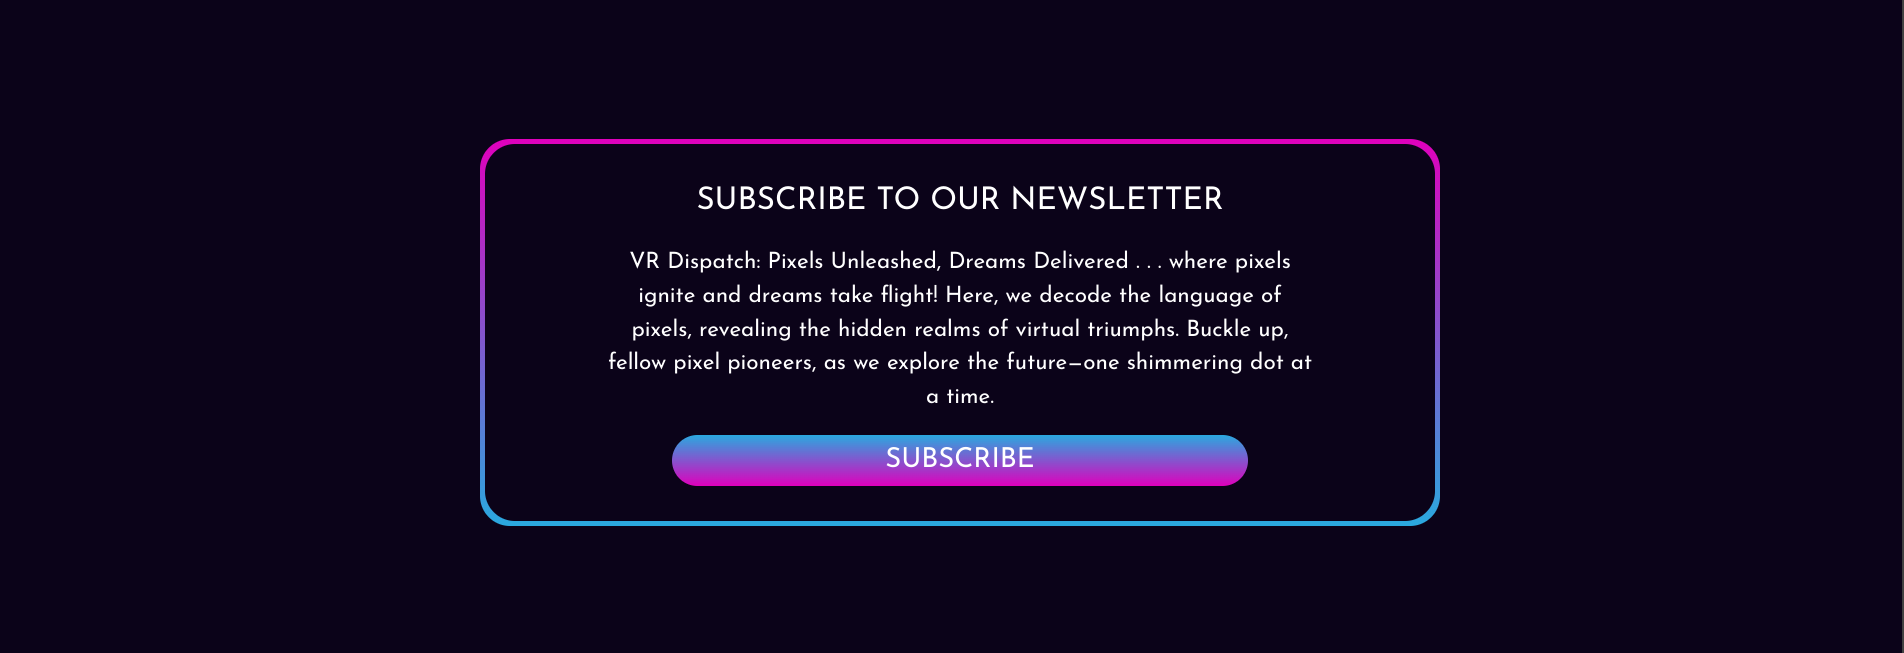 SUBSCRIBE TO OUR NEWSLETTER
VR Dispatch: Pixels Unleashed, Dreams Delivered . . . where pixels
ignite and dreams take flight! Here, we decode the language of
pixels, revealing the hidden realms of virtual triumphs. Buckle up,
fellow pixel pioneers, as we explore the future—one shimmering dot at
a time.
SUBSCRIBE